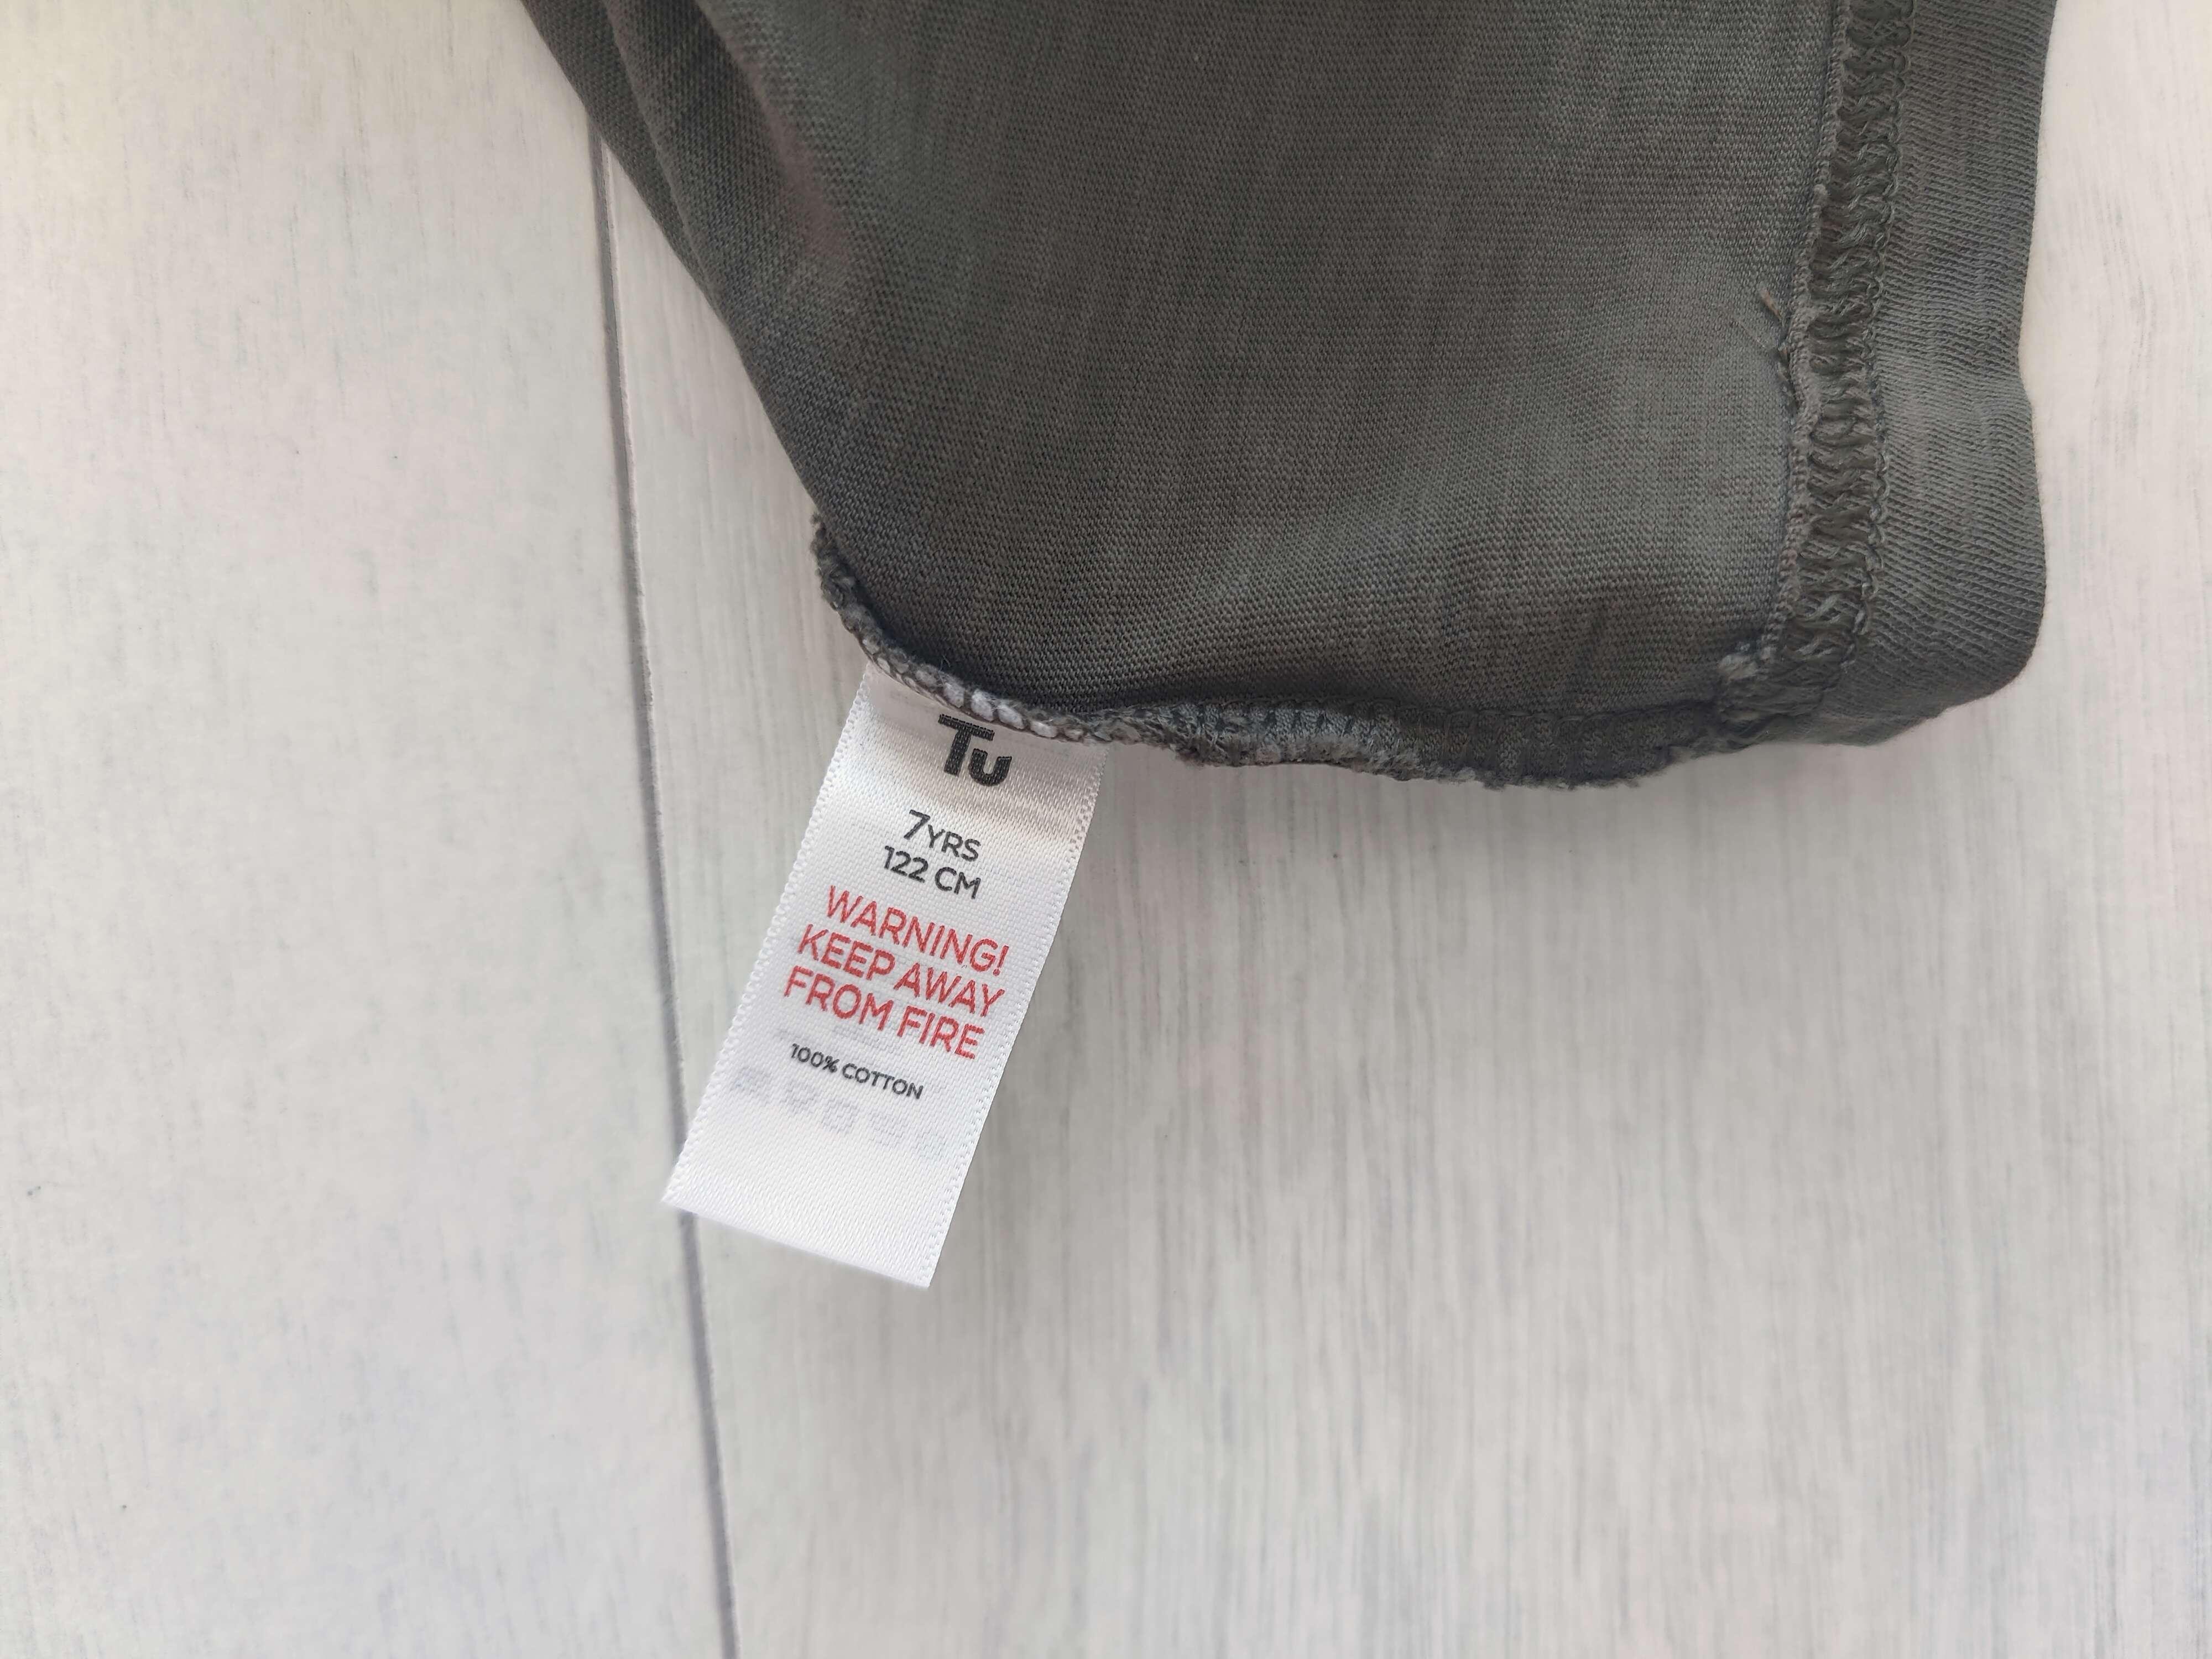 Tu
7YRS
122 CM
WARNING!
KEEP AWAY
FROM FIRE
100% COTTON